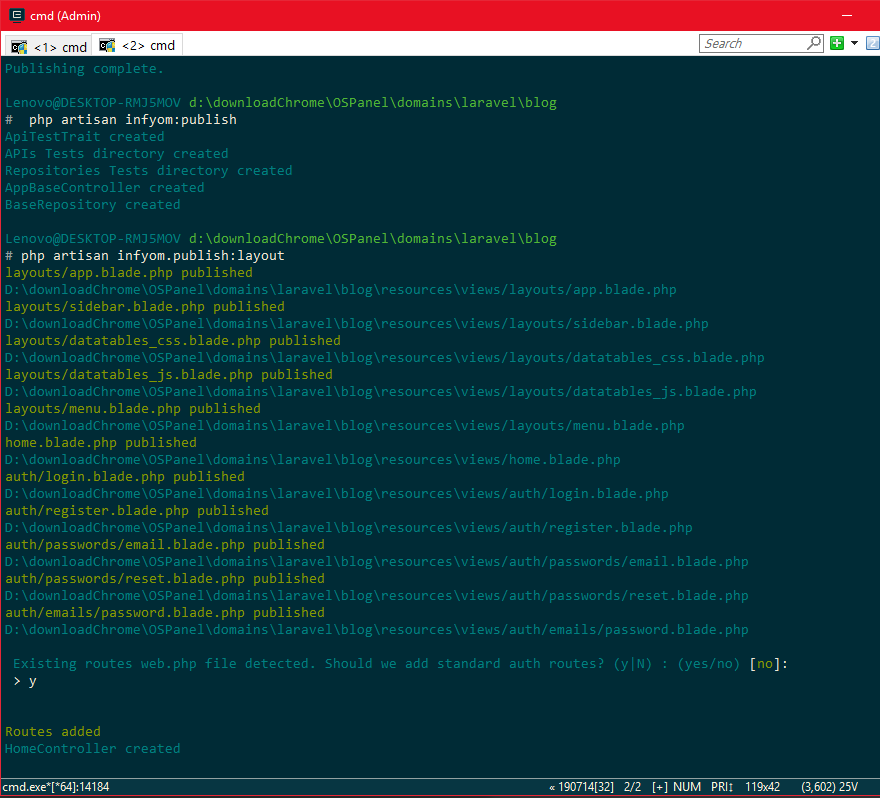 cmd (Admin)
<1> cmd
<2> cmd
Search
Publishing complete.
Lenovo@DESKTOP-RMJ5MOV d:\downloadChrome\OSPanel\domains\laravel\blog
#  php artisan infyom:publish
ApiTestTrait created
APIs Tests directory created
Repositories Tests directory created
AppBaseController created
BaseRepository created
Lenovo@DESKTOP-RMJ5MOV d:\downloadChrome\OSPanel\domains\laravel\blog
# php artisan infyom.publish:layout
layouts/app.blade.php published
D:\downloadChrome\OSPanel\domains\laravel\blog\resources\views/layouts/app.blade.php
layouts/sidebar.blade.php published
D:\downloadChrome\OSPanel\domains\laravel\blog\resources\views/layouts/sidebar.blade.php
layouts/datatables_css.blade.php published
D:\downloadChrome\OSPanel\domains\laravel\blog\resources\views/layouts/datatables_css.blade.php
layouts/datatables_js.blade.php published
D:\downloadChrome\OSPanel\domains\laravel\blog\resources\views/layouts/datatables_js.blade.php
layouts/menu.blade.php published
D:\downloadChrome\OSPanel\domains\laravel\blog\resources\views/layouts/menu.blade.php
home.blade.php published
D:\downloadChrome\OSPanel\domains\laravel\blog\resources\views/home.blade.php
auth/login.blade.php published
D:\downloadChrome\OSPanel\domains\laravel\blog\resources\views/auth/login.blade.php
auth/register.blade.php published
D:\downloadChrome\OSPanel\domains\laravel\blog\resources\views/auth/register.blade.php
auth/passwords/email.blade.php published
D:\downloadChrome\OSPanel\domains\laravel\blog\resources\views/auth/passwords/email.blade.php
auth/passwords/reset.blade.php published
D:\downloadChrome\OSPanel\domains\laravel\blog\resources\views/auth/passwords/reset.blade.php
auth/emails/password.blade.php published
D:\downloadChrome\OSPanel\domains\laravel\blog\resources\views/auth/emails/password.blade.php
Existing routes web.php file detected. Should we add standard auth routes? (y|N) : (yes/no) [no]:
> y
Routes added
HomeController created
cmd.exe*[*64]:14184
« 190714[32] 2/2 [+] NUM PRI↕ 119x42 (3,602) 25V